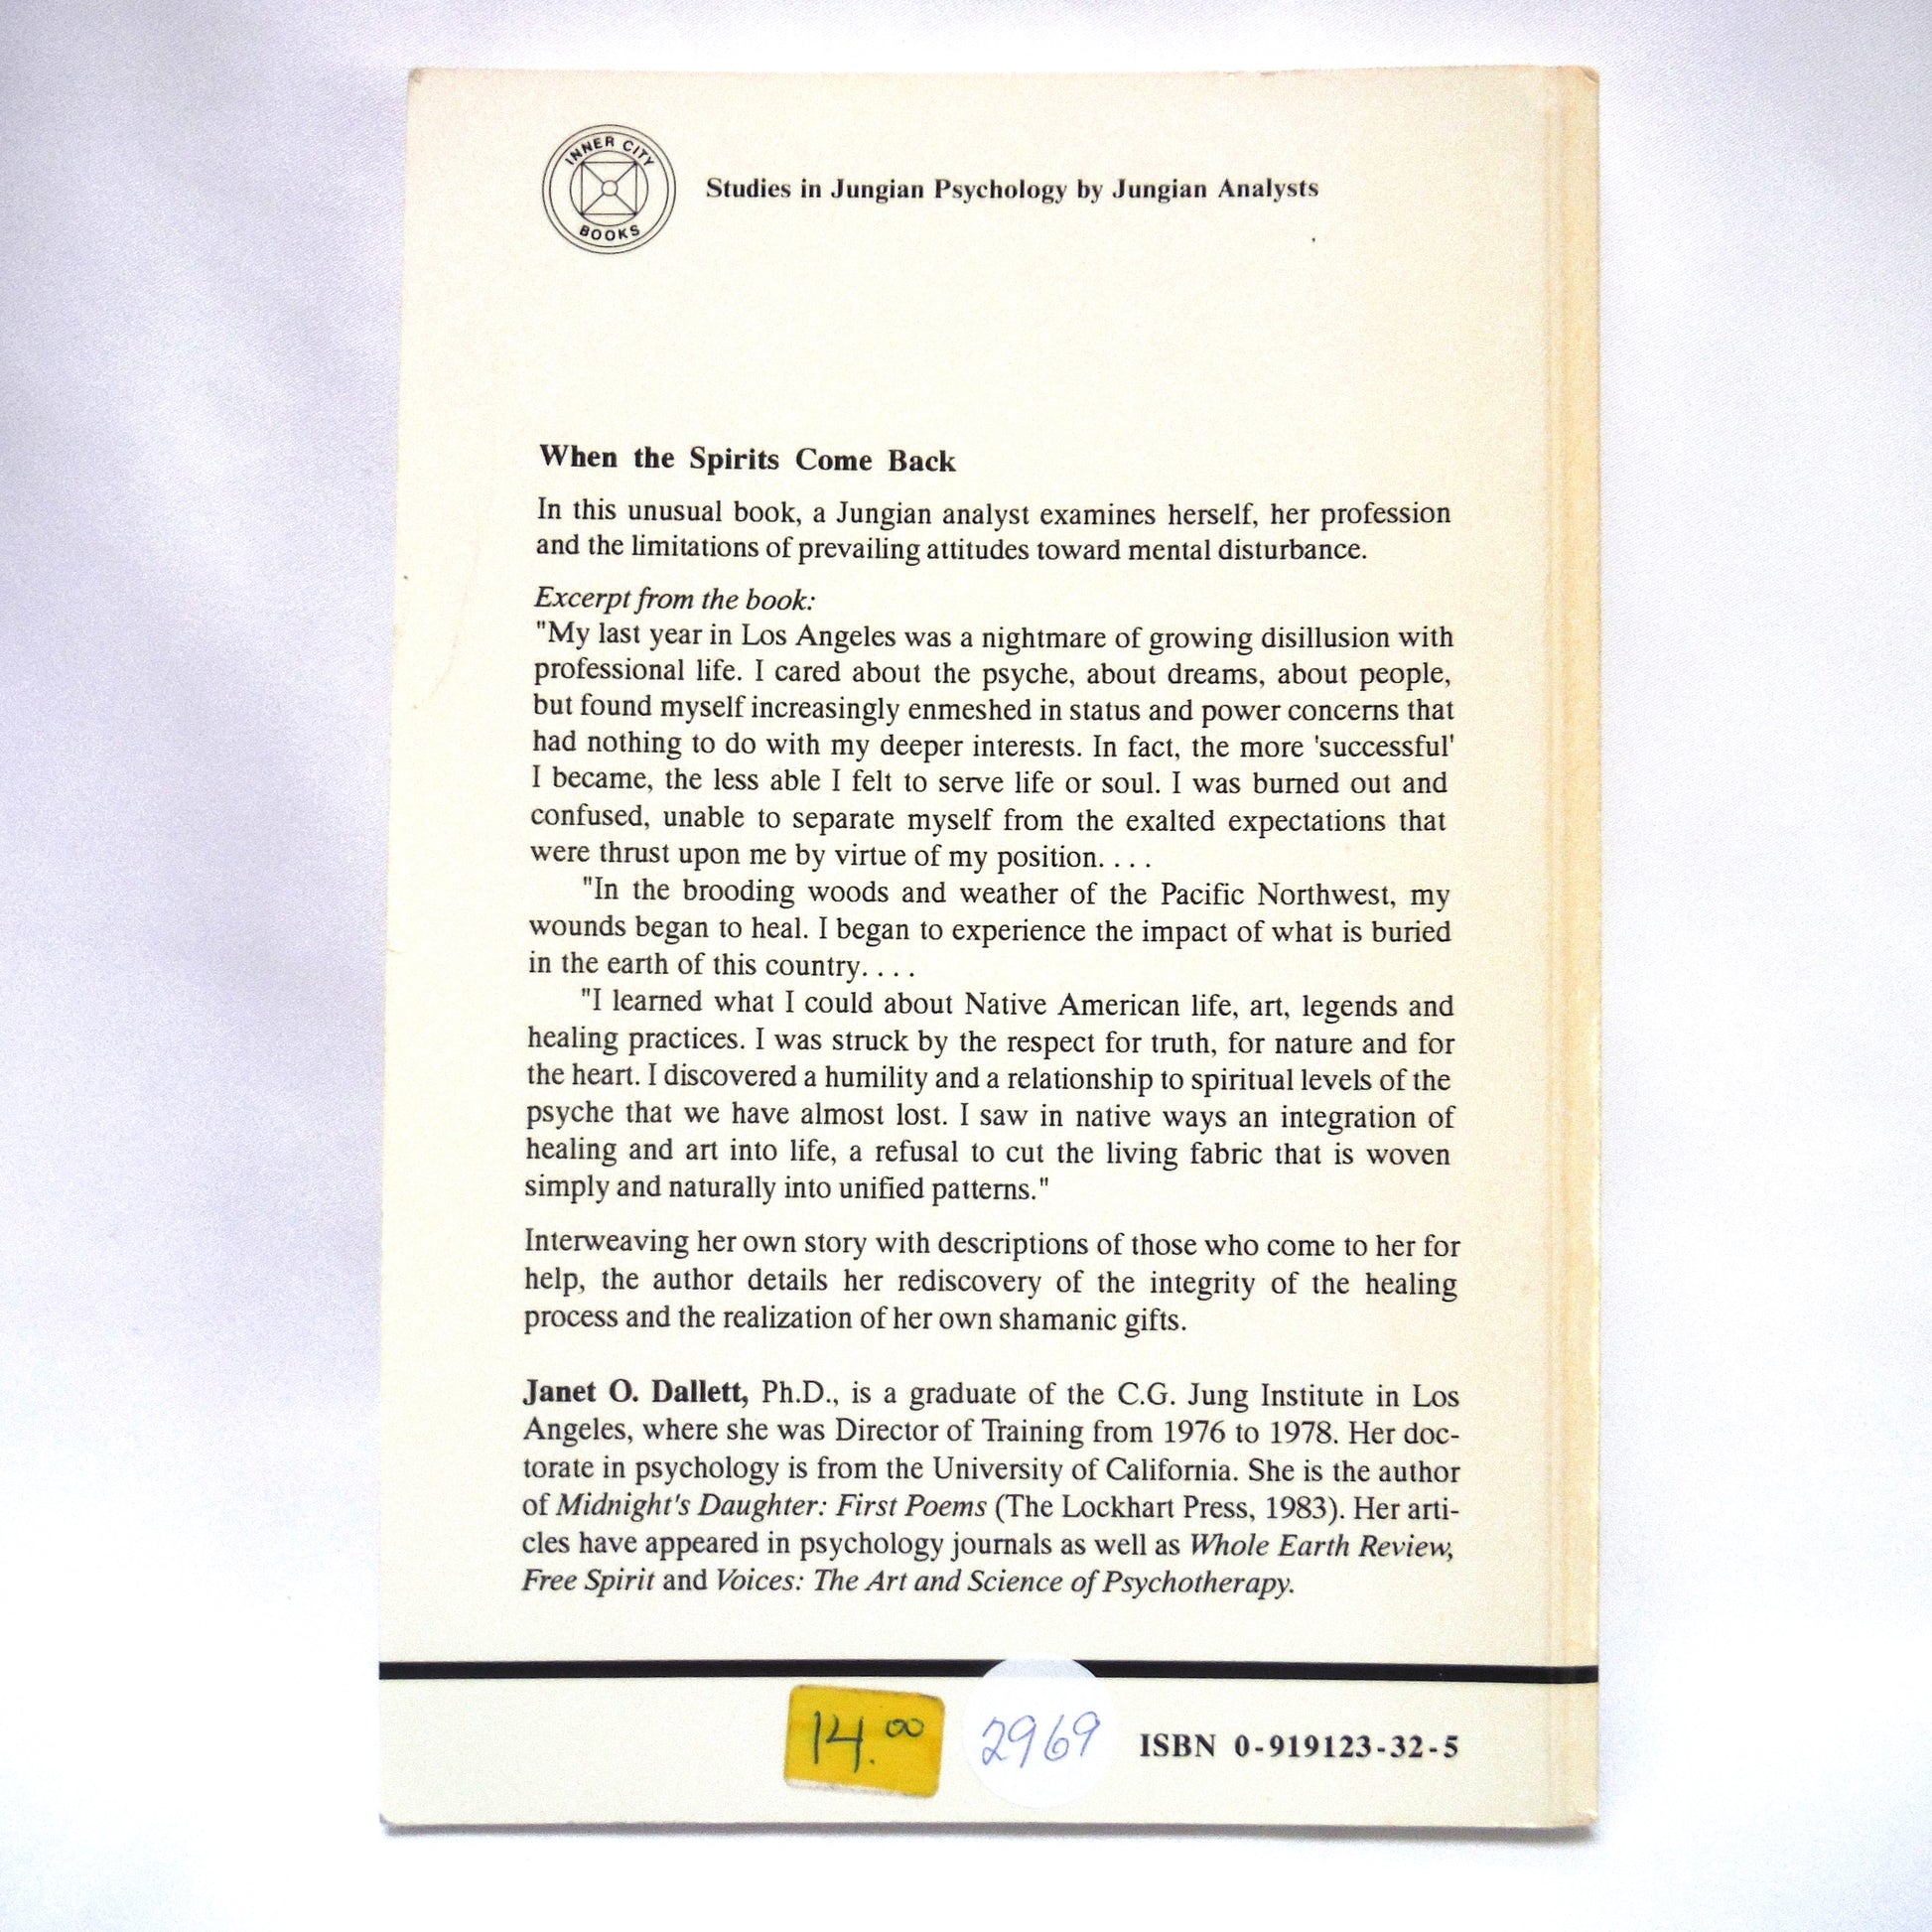 INNER CITY
BOOKS
Studies in Jungian Psychology by Jungian Analysts
When the Spirits Come Back
In this unusual book, a Jungian analyst examines herself, her profession
and the limitations of prevailing attitudes toward mental disturbance.
Excerpt from the book:
"My last year in Los Angeles was a nightmare of growing disillusion with
professional life. I cared about the psyche, about dreams, about people,
but found myself increasingly enmeshed in status and power concerns that
had nothing to do with my deeper interests. In fact, the more 'successful'
I became, the less able I felt to serve life or soul. I was burned out and
confused, unable to separate myself from the exalted expectations that
were thrust upon me by virtue of my position. . . .
"In the brooding woods and weather of the Pacific Northwest, my
wounds began to heal. I began to experience the impact of what is buried
in the earth of this country. . . .
"I learned what I could about Native American life, art, legends and
healing practices. I was struck by the respect for truth, for nature and for
the heart. I discovered a humility and a relationship to spiritual levels of the
psyche that we have almost lost. I saw in native ways an integration of
healing and art into life, a refusal to cut the living fabric that is woven
simply and naturally into unified patterns."
Interweaving her own story with descriptions of those who come to her for
help, the author details her rediscovery of the integrity of the healing
process and the realization of her own shamanic gifts.
Janet O. Dallett, Ph.D., is a graduate of the C.G. Jung Institute in Los
Angeles, where she was Director of Training from 1976 to 1978. Her doc-
torate in psychology is from the University of California. She is the author
of Midnight's Daughter: First Poems (The Lockhart Press, 1983). Her arti-
cles have appeared in psychology journals as well as Whole Earth Review,
Free Spirit and Voices: The Art and Science of Psychotherapy.
14.00
2969
ISBN 0-919123-32-5